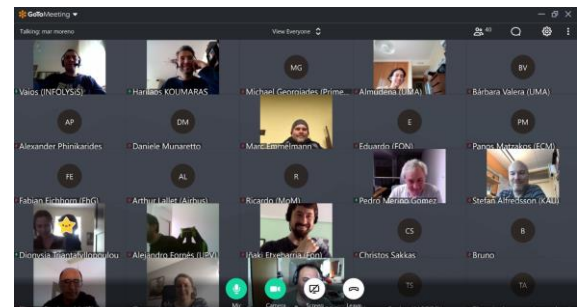 GoToMeeting
Talking: mar moreno
View Everyone
40
MG
BV
Vaios (INFOLYSiS)
Harilaos KOUMARAS
Michael Georgiades (Prime...
Almudena (UMA)
Bárbara Valera (UMA)
AP
DM
E
PM
Alexander Phinikarides
Daniele Munaretto
Marc Emmelmann
Eduardo (FON)
Panos Matzakos (ECM)
FE
AL
R
Fabian Eichhorn (FhG)
Arthur Lallet (Airbus)
Ricardo (MoM)
Pedro Merino Gomez
Stefan Alfredsson (KAU)
CS
B
Dionysia Triantafyllopoulou
Alejandro Fornés (UPV)
Iñaki Etxebarria (Fon)
Christos Sakkas
Bruno
TS
TA
Mic
Camera
Screen
Leave